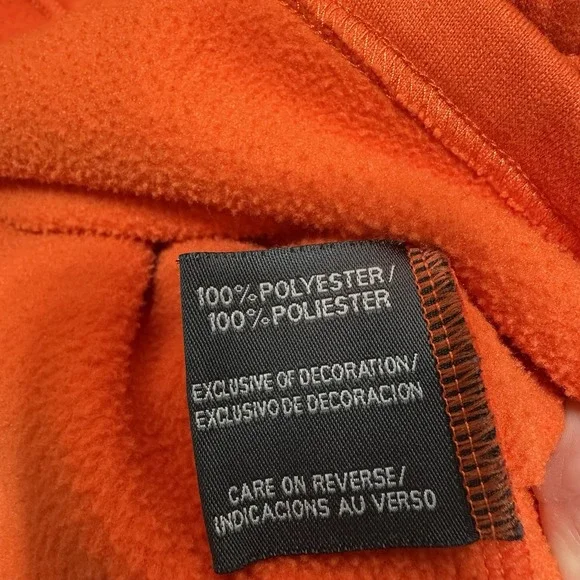 100% POLYESTER/
100% POLIESTER
EXCLUSIVE OF DECORATION/
EXCLUSIVO DE DECORACION
CARE ON REVERSE/
INDICACIONS AU VERSO